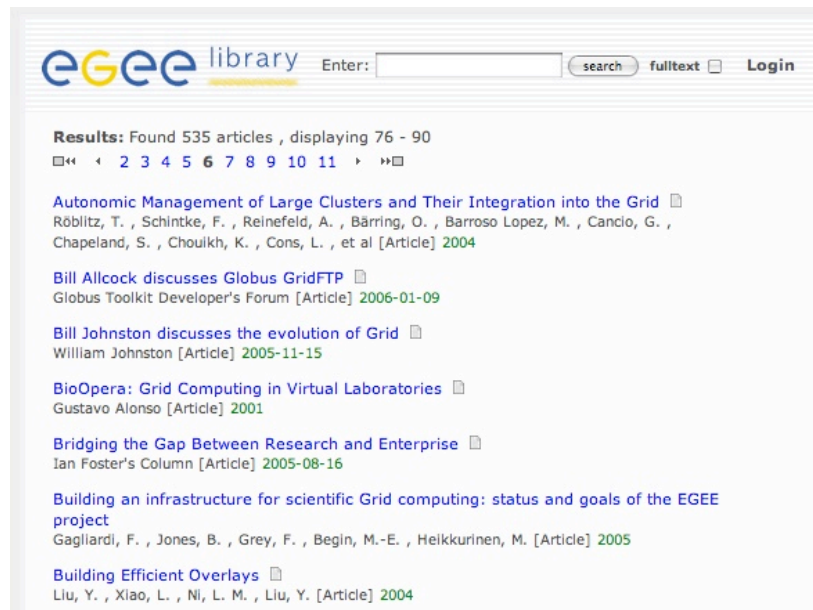 egee library Enter: search fulltext Login
Results: Found 535 articles , displaying 76 - 90
2 3 4 5 6 7 8 9 10 11
Autonomic Management of Large Clusters and Their Integration into the Grid
Röblitz, T. , Schintke, F. , Reinefeld, A. , Bärring, O. , Barroso Lopez, M. , Cancio, G. ,
Chapeland, S. , Chouikh, K. , Cons, L. , et al [Article] 2004
Bill Allcock discusses Globus GridFTP
Globus Toolkit Developer's Forum [Article] 2006-01-09
Bill Johnston discusses the evolution of Grid
William Johnston [Article] 2005-11-15
BioOpera: Grid Computing in Virtual Laboratories
Gustavo Alonso [Article] 2001
Bridging the Gap Between Research and Enterprise
Ian Foster's Column [Article] 2005-08-16
Building an infrastructure for scientific Grid computing: status and goals of the EGEE
project
Gagliardi, F. , Jones, B. , Grey, F. , Begin, M.-E. , Heikkurinen, M. [Article] 2005
Building Efficient Overlays
Liu, Y. , Xiao, L. , Ni, L. M. , Liu, Y. [Article] 2004